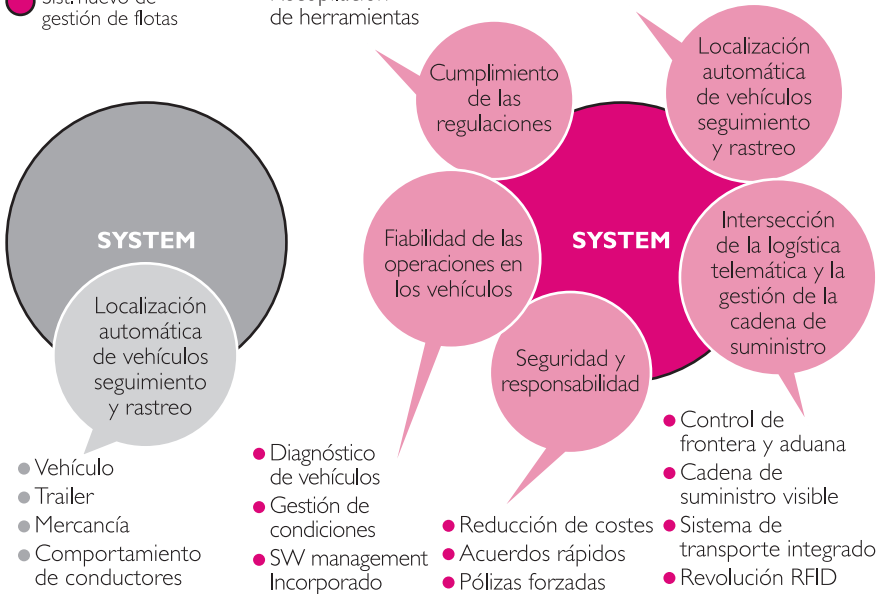 gestión de flotas
de herramientas
Cumplimiento
de las
regulaciones
Localización
automática
de vehículos
seguimiento
y rastreo
SYSTEM
Localización
automática
de vehículos
seguimiento
y rastreo
Fiabilidad de las
operaciones en
los vehículos
SYSTEM
Intersección
de la logística
telemática y la
gestión de la
cadena de
suministro
Seguridad y
responsabilidad
Vehículo
Trailer
Mercancía
Comportamiento
de conductores
Diagnóstico
de vehículos
Gestión de
condiciones
SW management
Incorporado
Reducción de costes
Acuerdos rápidos
Pólizas forzadas
Control de
frontera y aduana
Cadena de
suministro visible
Sistema de
transporte integrado
Revolución RFID